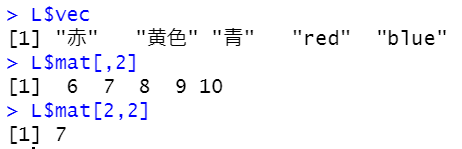 > L$vec
[1] "赤"   "黄色" "青"   "red"  "blue"
> L$mat[,2]
[1]  6  7  8  9 10
> L$mat[2,2]
[1] 7